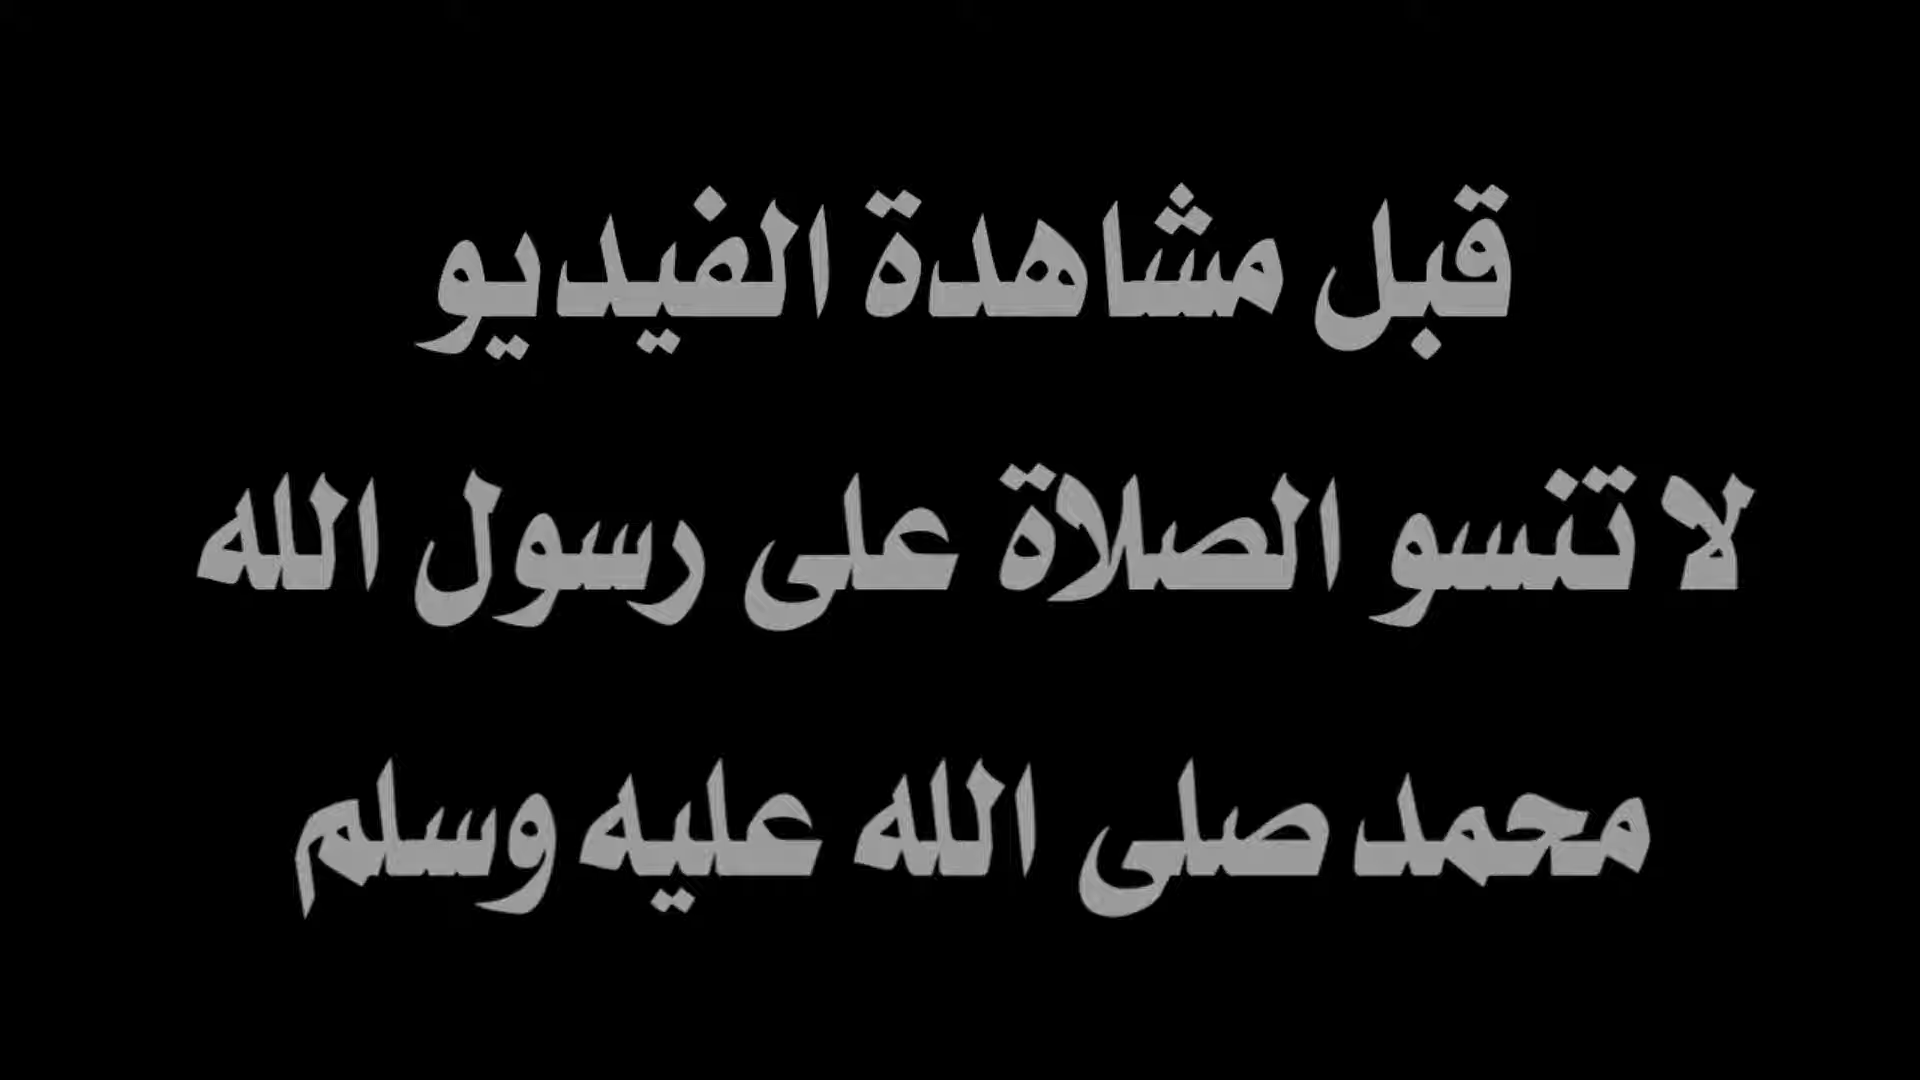 قبل مشاهدة الفيديو
لا تنسو الصلاة على رسول الله
محمد صلى الله عليه وسلم